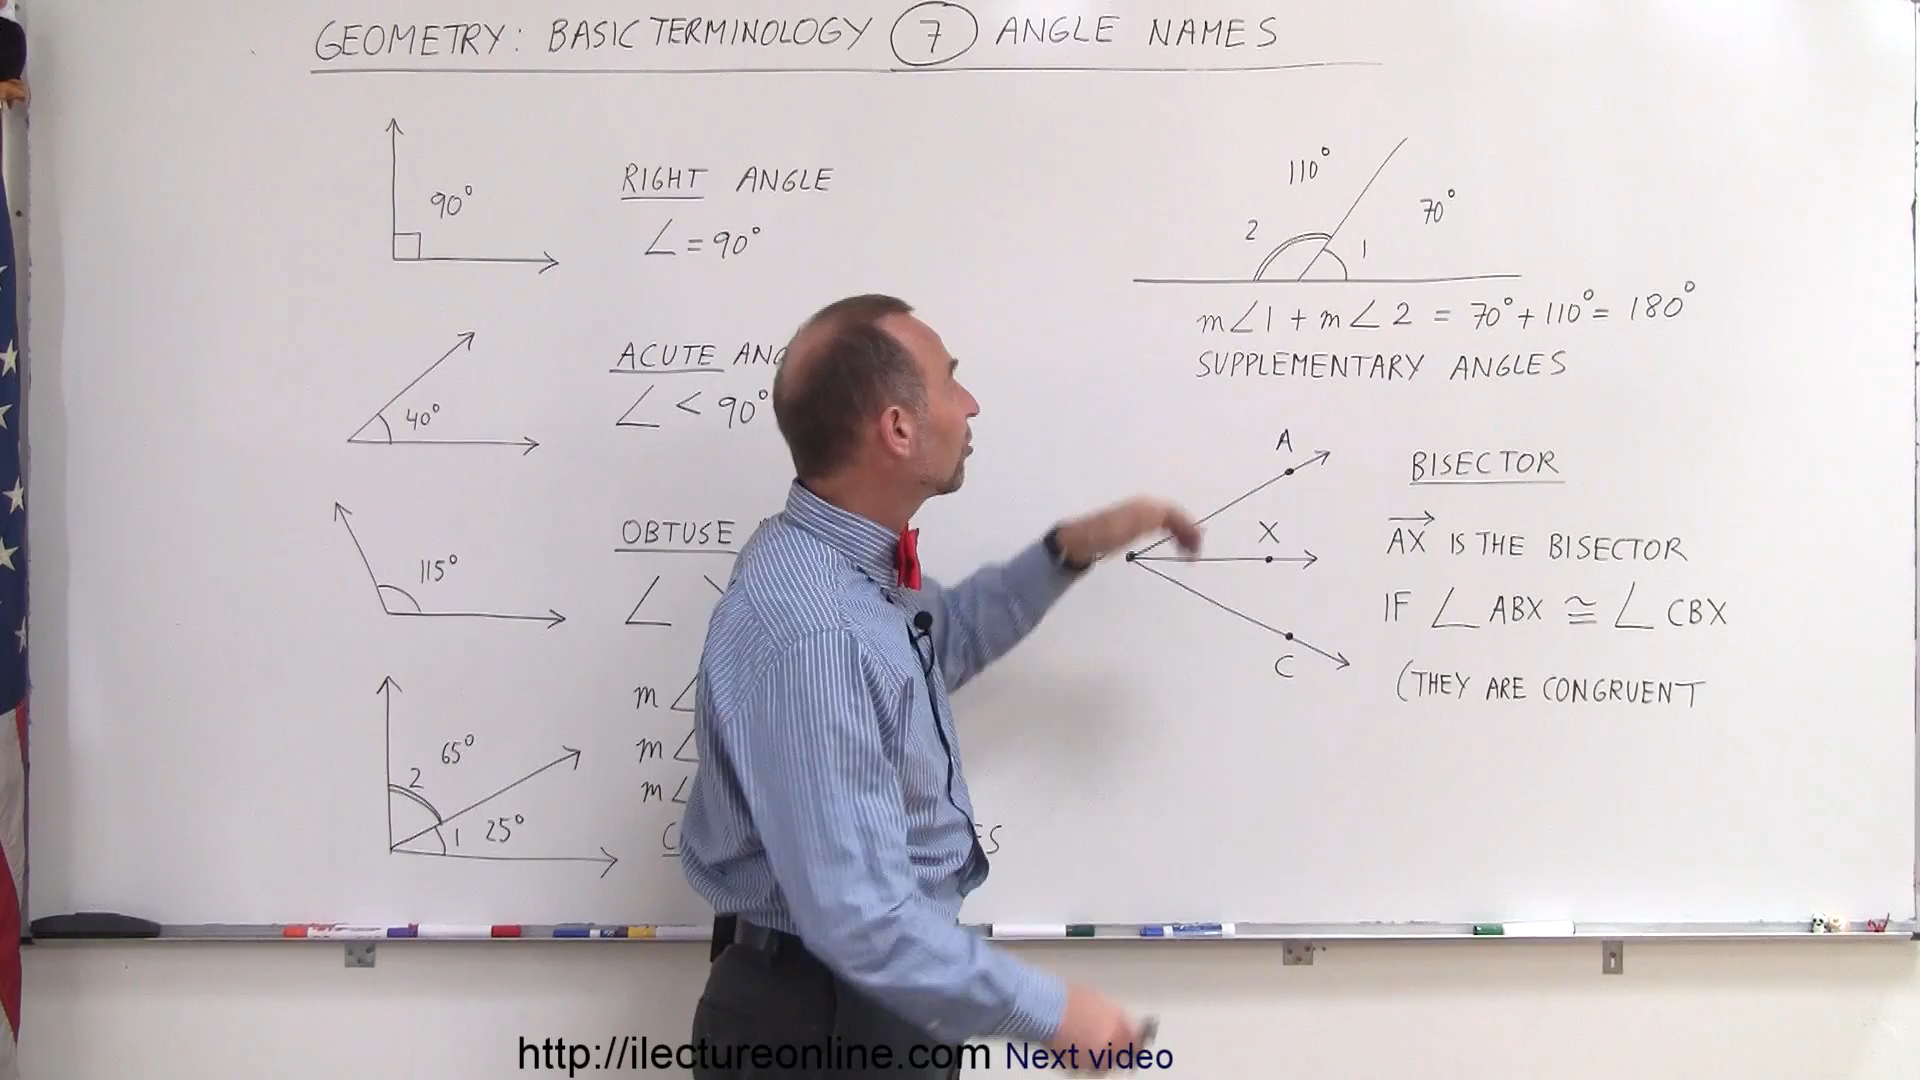 GEOMETRY: BASIC TERMINOLOGY 7 ANGLE NAMES
90°
RIGHT ANGLE
∠ = 90°
40°
ACUTE
∠ < 90°
115°
OBTUSE
∠
65°
2
1 25°
m∠
m∠
m∠
110°
70°
2
1
m∠1 + m∠2 = 70° + 110° = 180°
SUPPLEMENTARY ANGLES
A
X
C
BISECTOR
AX IS THE BISECTOR
IF ∠ABX ≅ ∠CBX
(THEY ARE CONGRUENT
http://ilectureonline.com Next video